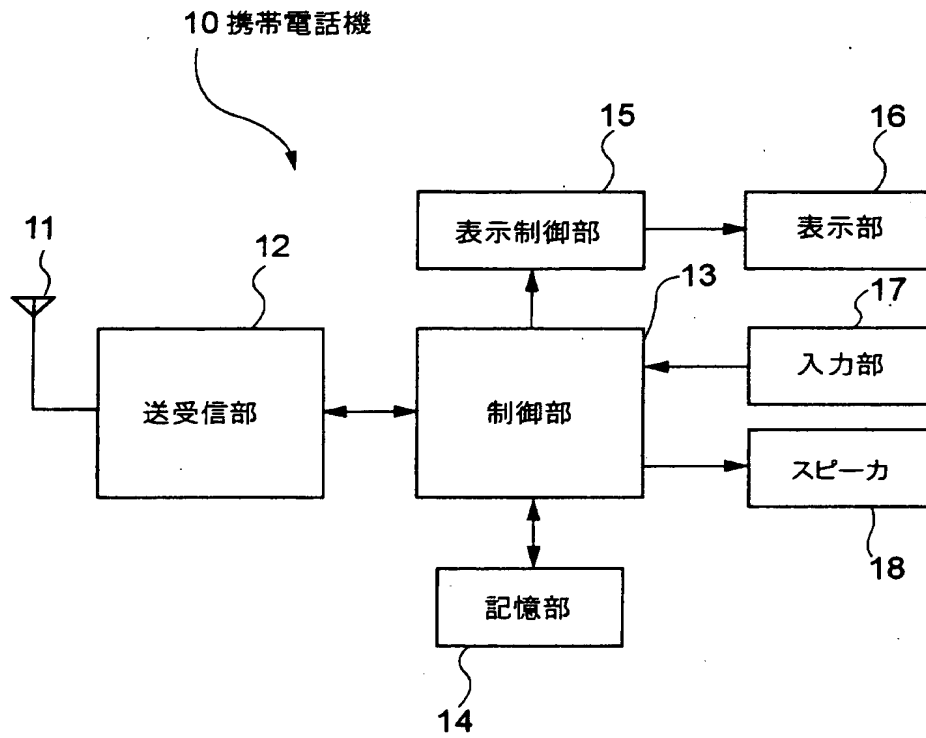 10 携帯電話機
15
16
表示制御部
表示部
11
12
13
17
送受信部
制御部
入力部
スピーカ
18
記憶部
14